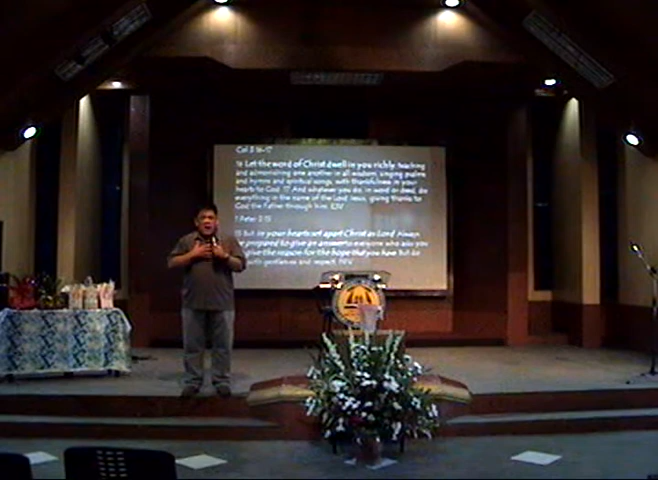 Col 3:16-17
16 Let the word of Christ dwell in you richly, teaching
and admonishing one another in all wisdom, singing psalms
and hymns and spiritual songs, with thankfulness in your
hearts to God. 17 And whatever you do, in word or deed, do
everything in the name of the Lord Jesus, giving thanks to
God the Father through him. ESV
1 Peter 3:15
15 But in your hearts set apart Christ as Lord. Always
be prepared to give an answer to everyone who asks you
give the reason for the hope that you have. But do
with gentleness and respect, NIV